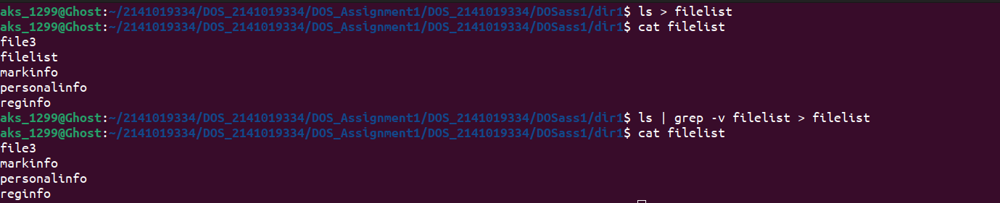 aks_1299@Ghost:~/2141019334/DOS_2141019334/DOS_Assignment1/DOS_2141019334/DOSass1/dir1$ ls > filelist
aks_1299@Ghost:~/2141019334/DOS_2141019334/DOS_Assignment1/DOS_2141019334/DOSass1/dir1$ cat filelist
file3
filelist
markinfo
personalinfo
reginfo
aks_1299@Ghost:~/2141019334/DOS_2141019334/DOS_Assignment1/DOS_2141019334/DOSass1/dir1$ ls | grep -v filelist > filelist
aks_1299@Ghost:~/2141019334/DOS_2141019334/DOS_Assignment1/DOS_2141019334/DOSass1/dir1$ cat filelist
file3
markinfo
personalinfo
reginfo